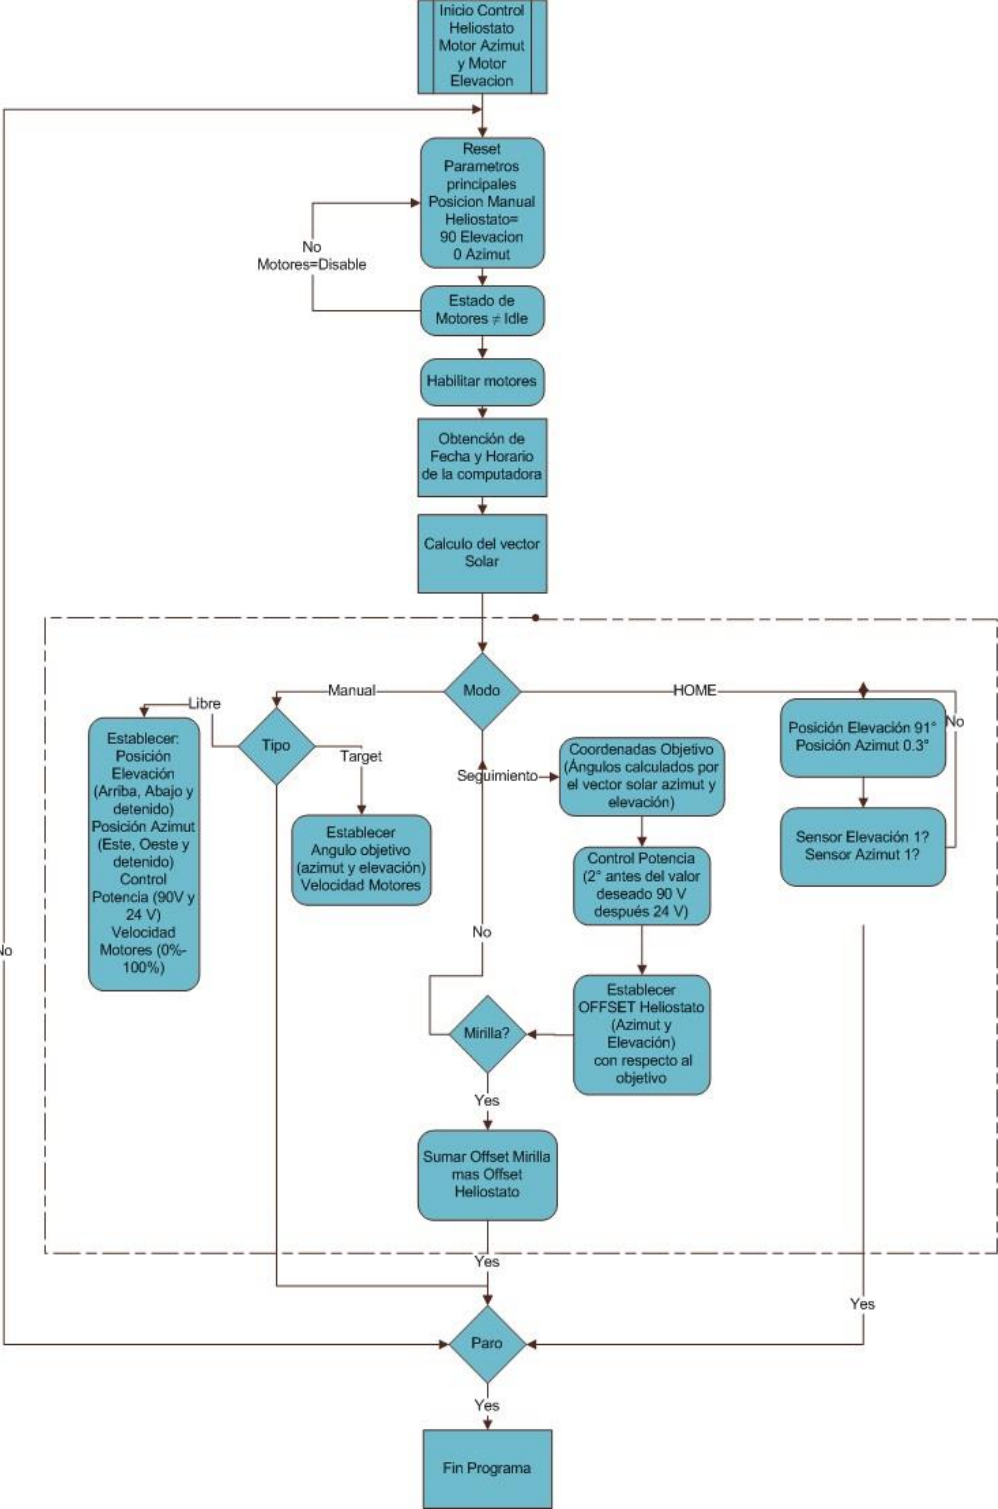 Inicio Control
Heliostato
Motor Azimut
y Motor
Elevacion
Reset
Parametros
principales
Posicion Manual
Heliostato=
90 Elevacion
0 Azimut
No
Motores=Disable
Estado de
Motores ≠ Idle
Habilitar motores
Obtención de
Fecha y Horario
de la computadora
Calculo del vector
Solar
Modo
Manual
HOME
Libre
Tipo
Target
Establecer:
Posición
Elevación
(Arriba, Abajo y
detenido)
Posición Azimut
(Este, Oeste y
detenido)
Control
Potencia (90V y
24 V)
Velocidad
Motores (0%-
100%)
Establecer
Angulo objetivo
(azimut y elevación)
Velocidad Motores
Seguimiento
Coordenadas Objetivo
(Ángulos calculados por
el vector solar azimut y
elevación)
Control Potencia
(2° antes del valor
deseado 90 V
después 24 V)
Establecer
OFFSET Heliostato
(Azimut y
Elevación)
con respecto al
objetivo
Posición Elevación 91°
Posición Azimut 0.3°
No
Sensor Elevación 1?
Sensor Azimut 1?
No
Mirilla?
Yes
Sumar Offset Mirilla
mas Offset
Heliostato
Yes
Yes
No
Paro
Yes
Fin Programa